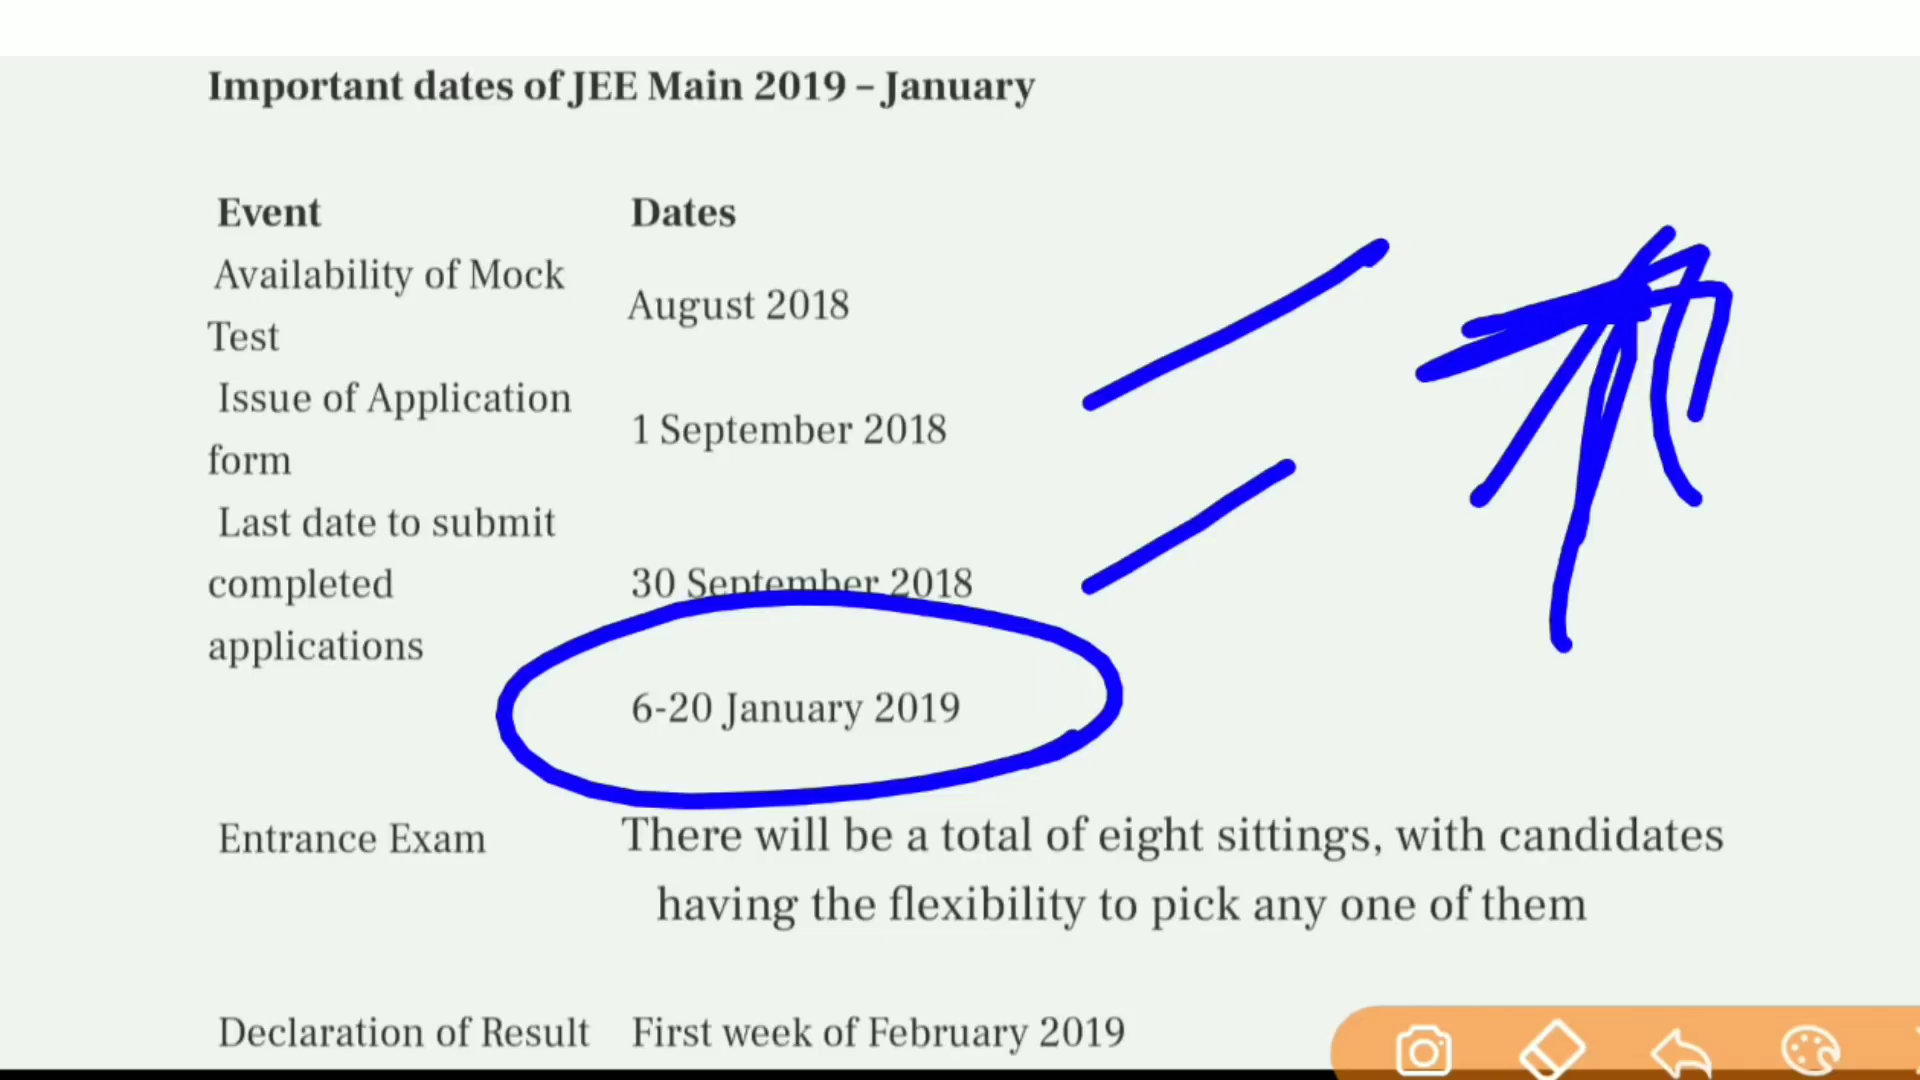 Important dates of JEE Main 2019 – January
Event Dates
Availability of Mock
Test
August 2018
Issue of Application
form
1 September 2018
Last date to submit
completed
applications
30 September 2018
6-20 January 2019
Entrance Exam
There will be a total of eight sittings, with candidates
having the flexibility to pick any one of them
Declaration of Result First week of February 2019